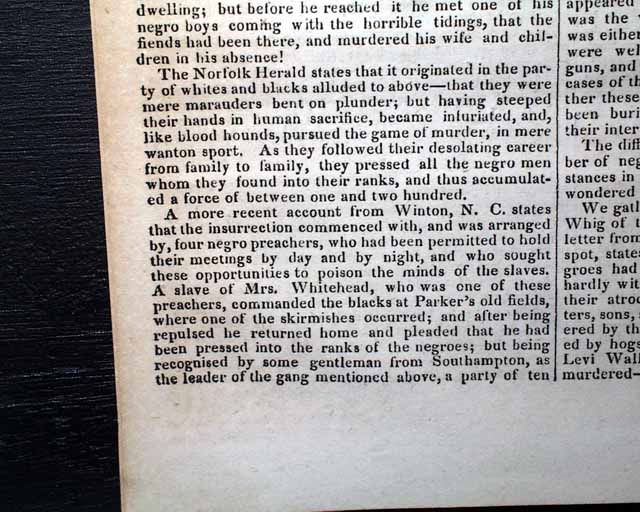 dwelling; but before he reached it he met one of his
negro boys coming with the horrible tidings, that the
fiends had been there, and murdered his wife and chil-
dren in his absence!
The Norfolk Herald states that it originated in the par-
ty of whites and blacks alluded to above—that they were
mere marauders bent on plunder; but having steeped
their hands in human sacrifice, became infuriated, and,
like blood hounds, pursued the game of murder, in mere
wanton sport. As they followed their desolating career
from family to family, they pressed all the negro men
whom they found into their ranks, and thus accumulat-
ed a force of between one and two hundred.
A more recent account from Winton, N. C. states
that the insurrection commenced with, and was arranged
by, four negro preachers, who had been permitted to hold
their meetings by day and by night, and who sought
these opportunities to poison the minds of the slaves.
A slave of Mrs. Whitehead, who was one of these
preachers, commanded the blacks at Parker's old fields,
where one of the skirmishes occurred; and after being
repulsed he returned home and pleaded that he had
been pressed into the ranks of the negroes; but being
recognised by some gentleman from Southampton, as
the leader of the gang mentioned above, a party of ten
appeared
was the
was either
were wel
guns, and
cases of th
ther these
been buri
their inter
The diff
ber of neg
stances in
wondered
We gath
Whig of t
letter from
spot, states
groes had
hardly wit
their atroc
ters, sons,
ered by th
ed by hogs
Levi Wal
murdered—